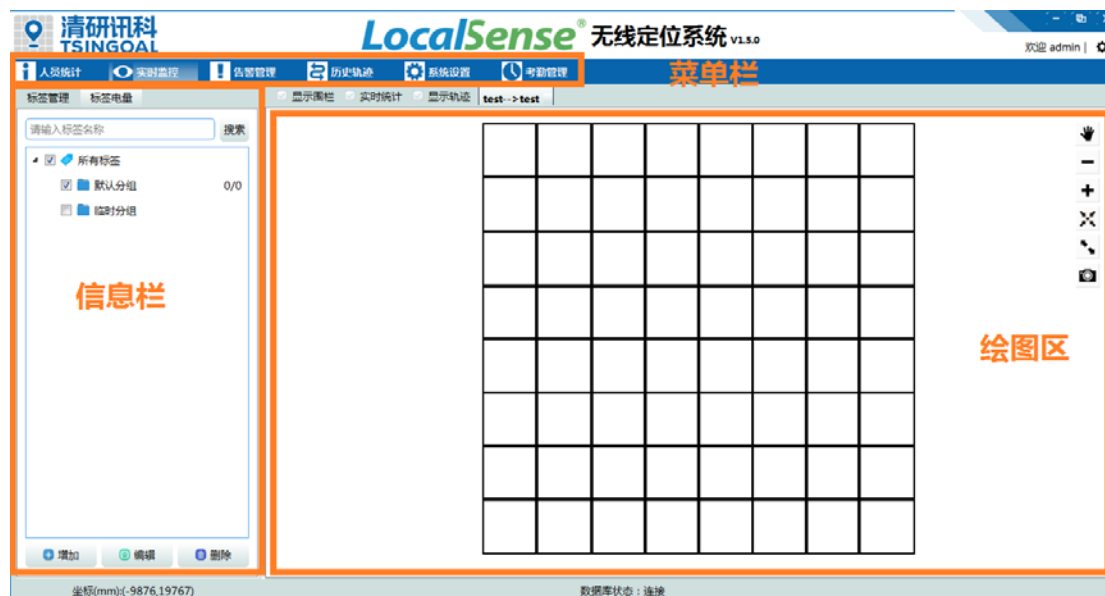 清研讯科
TSINGOAL
LocalSense® 无线定位系统 V1.5.0
欢迎 admin |
人员统计 实时监控 告警管理 历史轨迹 系统设置 考勤管理 菜单栏
标签管理 标签电量 显示围栏 实时统计 显示轨迹 test-->test
请输入标签名称 搜索
所有标签
默认分组 0/0
临时分组
信息栏
绘图区
增加 编辑 删除
坐标(mm):(-9876,19767) 数据库状态：连接